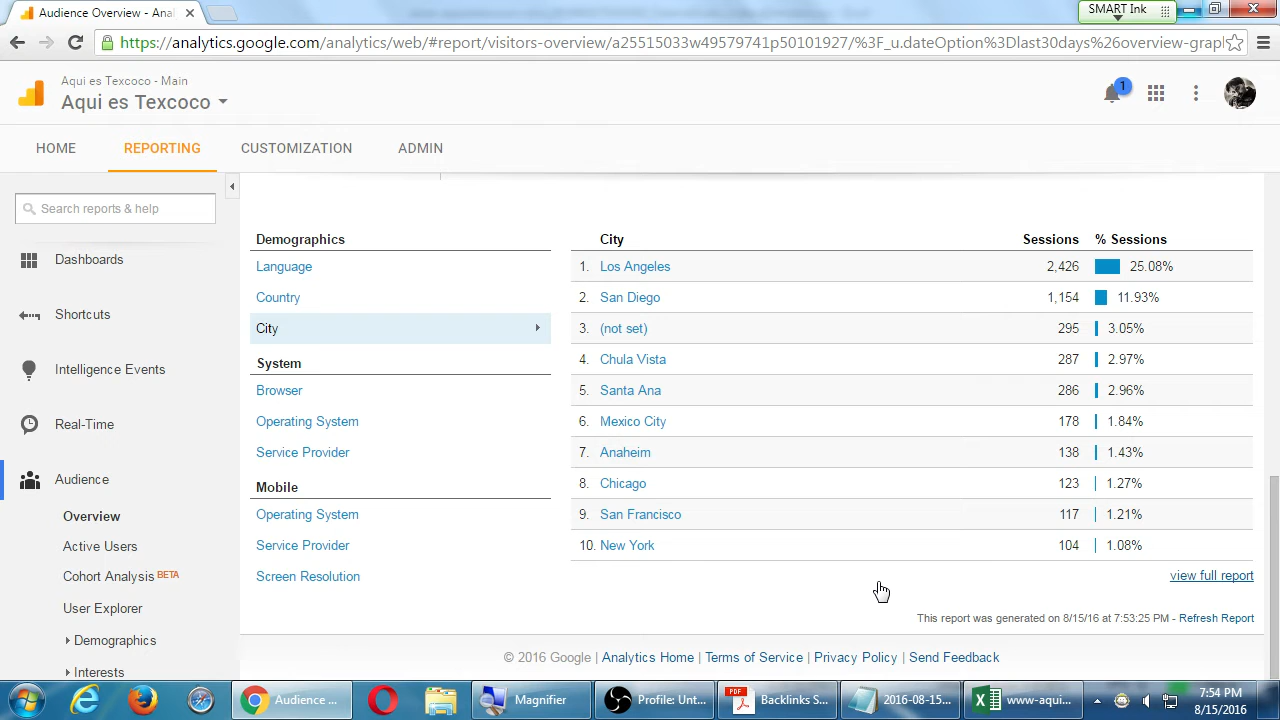 Audience Overview - Anal
SMART Ink
https://analytics.google.com/analytics/web/#report/visitors-overview/a25515033w49579741p50101927/%3F_u.dateOption%3Dlast30days%26overview-grap
Aqui es Texcoco - Main
Aqui es Texcoco
1
HOME REPORTING CUSTOMIZATION ADMIN
Search reports & help
Dashboards
Shortcuts
Intelligence Events
Real-Time
Audience
Overview
Active Users
Cohort Analysis BETA
User Explorer
Demographics
Interests
Demographics
Language
Country
City
System
Browser
Operating System
Service Provider
Mobile
Operating System
Service Provider
Screen Resolution
City Sessions % Sessions
1. Los Angeles 2,426 25.08%
2. San Diego 1,154 11.93%
3. (not set) 295 3.05%
4. Chula Vista 287 2.97%
5. Santa Ana 286 2.96%
6. Mexico City 178 1.84%
7. Anaheim 138 1.43%
8. Chicago 123 1.27%
9. San Francisco 117 1.21%
10. New York 104 1.08%
view full report
This report was generated on 8/15/16 at 7:53:25 PM - Refresh Report
© 2016 Google | Analytics Home | Terms of Service | Privacy Policy | Send Feedback
Audience ... Magnifier Profile: Unt... PDF Backlinks S... 2016-08-15... www-aqui... 7:54 PM
8/15/2016